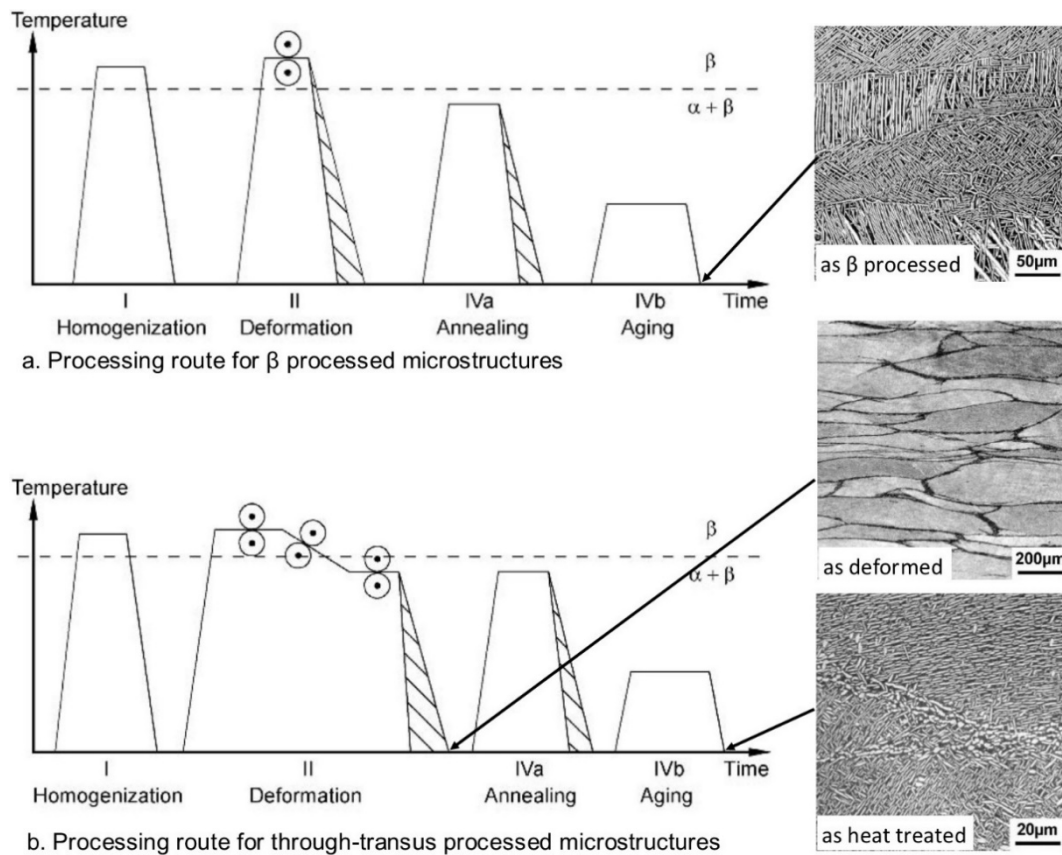 Temperature
β
α + β
I
II
IVa
IVb
Time
Homogenization
Deformation
Annealing
Aging
a. Processing route for β processed microstructures
as β processed
50μm
Temperature
β
α + β
I
II
IVa
IVb
Time
Homogenization
Deformation
Annealing
Aging
b. Processing route for through-transus processed microstructures
as deformed
200μm
as heat treated
20μm